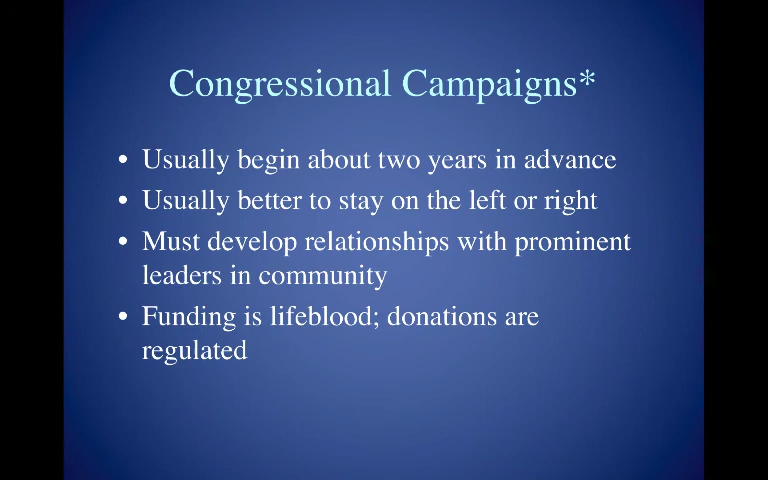 Congressional Campaigns*
• Usually begin about two years in advance
• Usually better to stay on the left or right
• Must develop relationships with prominent
leaders in community
• Funding is lifeblood; donations are
regulated